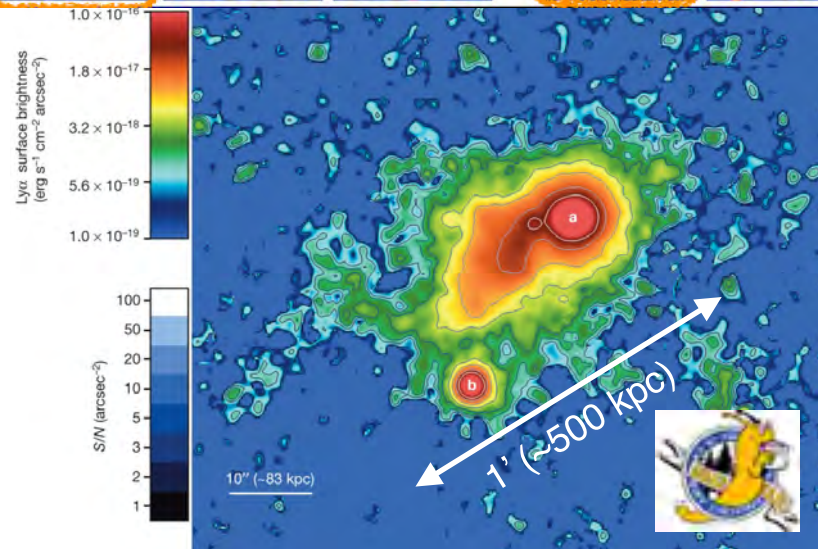 Lyα surface brightness
(erg s⁻¹ cm⁻² arcsec⁻²)
1.0 × 10⁻¹⁶
1.8 × 10⁻¹⁷
3.2 × 10⁻¹⁸
5.6 × 10⁻¹⁹
1.0 × 10⁻¹⁹
S/N (arcsec⁻²)
100
50
20
10
5
3
2
1
a
b
1' (~500 kpc)
10″ (~83 kpc)